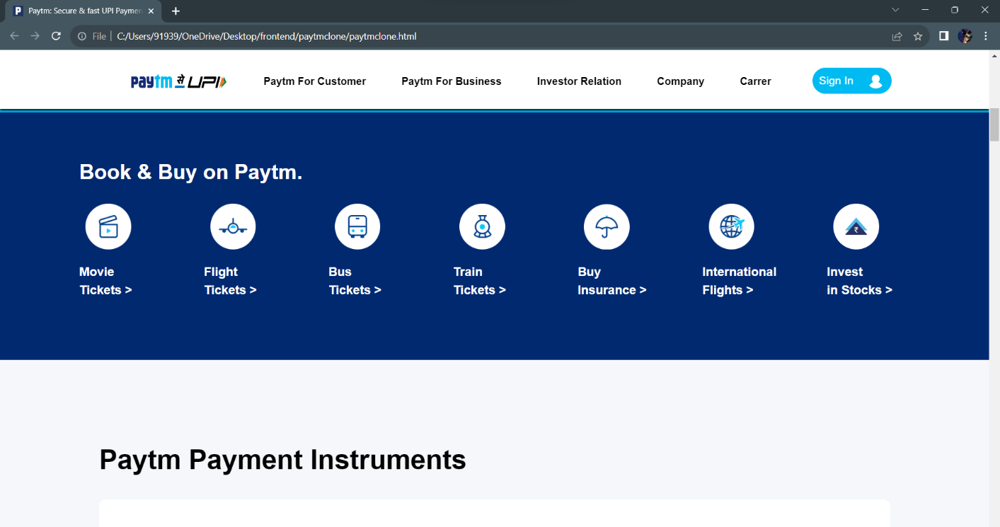 Paytm: Secure & fast UPI Paymen
File
C:/Users/91939/OneDrive/Desktop/frontend/paytmclone/paytmclone.html
paytm से UPI
Paytm For Customer
Paytm For Business
Investor Relation
Company
Carrer
Sign In
Book & Buy on Paytm.
Movie
Tickets >
Flight
Tickets >
Bus
Tickets >
Train
Tickets >
Buy
Insurance >
International
Flights >
Invest
in Stocks >
Paytm Payment Instruments